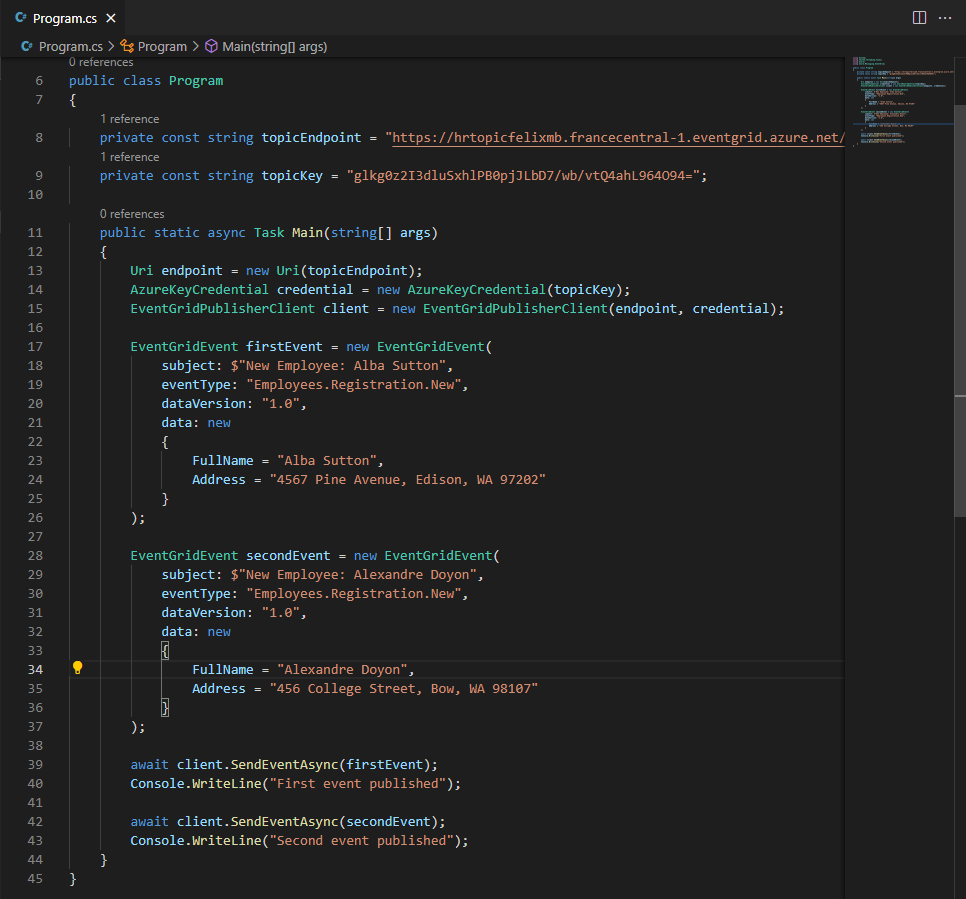 Program.cs
Program.cs > Program > Main(string[] args)
0 references
6 public class Program
7 {
1 reference
8 private const string topicEndpoint = "https://hrtopicfelixmb.francecentral-1.eventgrid.azure.net/
1 reference
9 private const string topicKey = "glkg0z2I3dluSxhlPB0pjJLbD7/wb/vtQ4ahL964O94=";
10
0 references
11 public static async Task Main(string[] args)
12 {
13 Uri endpoint = new Uri(topicEndpoint);
14 AzureKeyCredential credential = new AzureKeyCredential(topicKey);
15 EventGridPublisherClient client = new EventGridPublisherClient(endpoint, credential);
16
17 EventGridEvent firstEvent = new EventGridEvent(
18 subject: $"New Employee: Alba Sutton",
19 eventType: "Employees.Registration.New",
20 dataVersion: "1.0",
21 data: new
22 {
23 FullName = "Alba Sutton",
24 Address = "4567 Pine Avenue, Edison, WA 97202"
25 }
26 );
27
28 EventGridEvent secondEvent = new EventGridEvent(
29 subject: $"New Employee: Alexandre Doyon",
30 eventType: "Employees.Registration.New",
31 dataVersion: "1.0",
32 data: new
33 {
34 FullName = "Alexandre Doyon",
35 Address = "456 College Street, Bow, WA 98107"
36 }
37 );
38
39 await client.SendEventAsync(firstEvent);
40 Console.WriteLine("First event published");
41
42 await client.SendEventAsync(secondEvent);
43 Console.WriteLine("Second event published");
44 }
45 }